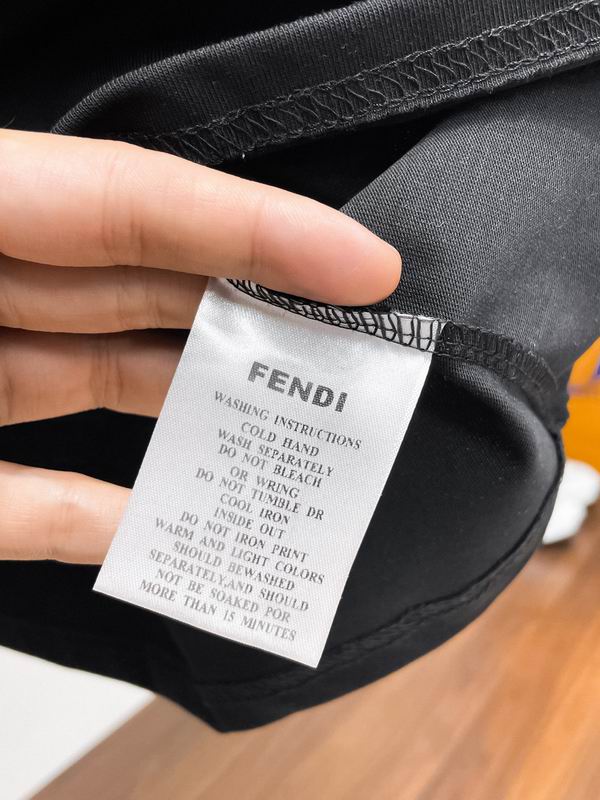 FENDI
WASHING INSTRUCTIONS
COLD HAND
WASH SEPARATELY
DO NOT BLEACH
OR WRING
DO NOT TUMBLE DR
COOL IRON
INSIDE OUT
DO NOT IRON PRINT
WARM AND LIGHT COLORS
SHOULD BEWASHED
SEPARATELY,AND SHOULD
NOT BE SOAKED POR
MORE THAN 15 MINUTES